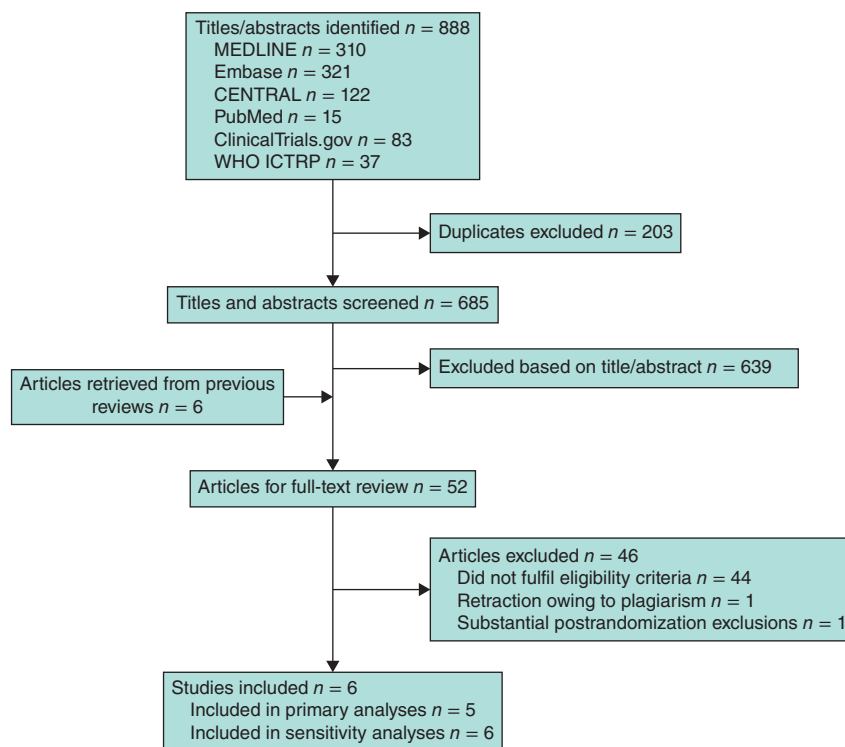 Titles/abstracts identified n = 888
MEDLINE n = 310
Embase n = 321
CENTRAL n = 122
PubMed n = 15
ClinicalTrials.gov n = 83
WHO ICTRP n = 37
Duplicates excluded n = 203
Titles and abstracts screened n = 685
Excluded based on title/abstract n = 639
Articles retrieved from previous
reviews n = 6
Articles for full-text review n = 52
Articles excluded n = 46
Did not fulfil eligibility criteria n = 44
Retraction owing to plagiarism n = 1
Substantial postrandomization exclusions n = 1
Studies included n = 6
Included in primary analyses n = 5
Included in sensitivity analyses n = 6